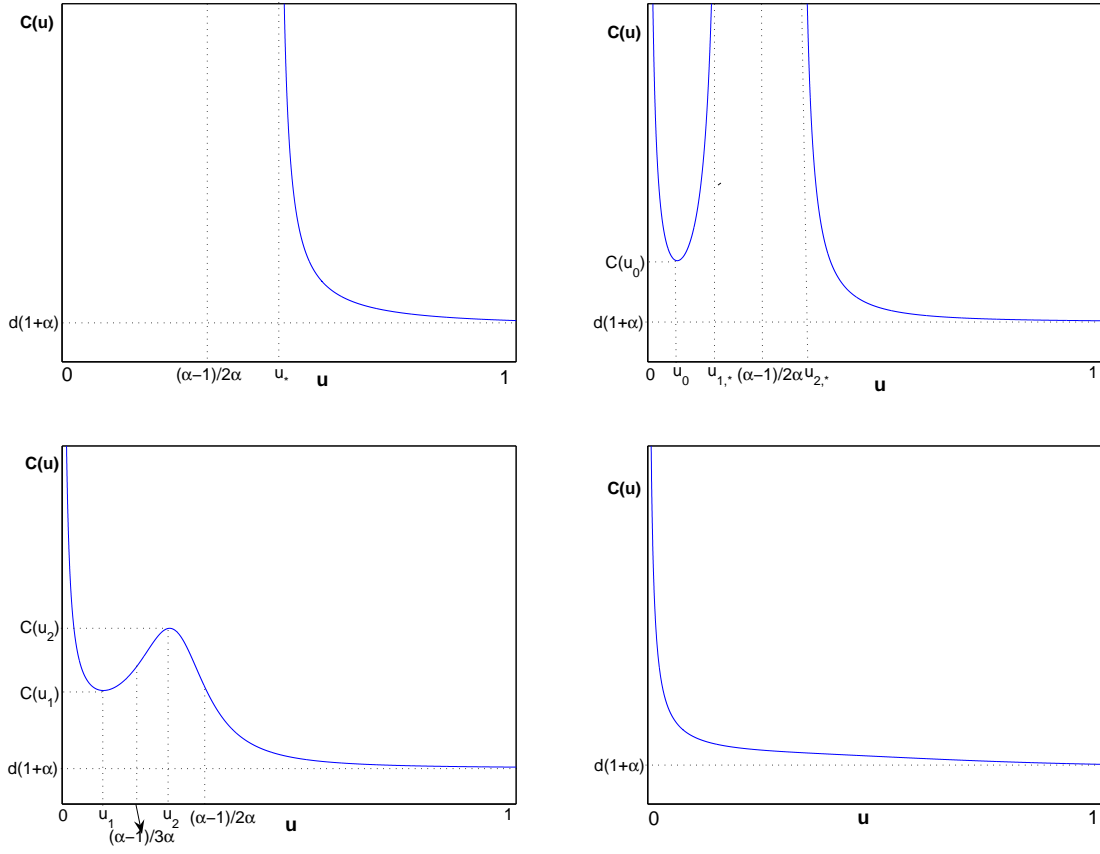 C(u)
d(1+α)
0
(α−1)/2α
u*
u
1
C(u)
C(u0)
d(1+α)
0
u0
u1,*
(α−1)/2α
u2,*
u
1
C(u)
C(u2)
C(u1)
d(1+α)
0
u1
(α−1)/3α
u2
(α−1)/2α
u
1
C(u)
d(1+α)
0
u
1